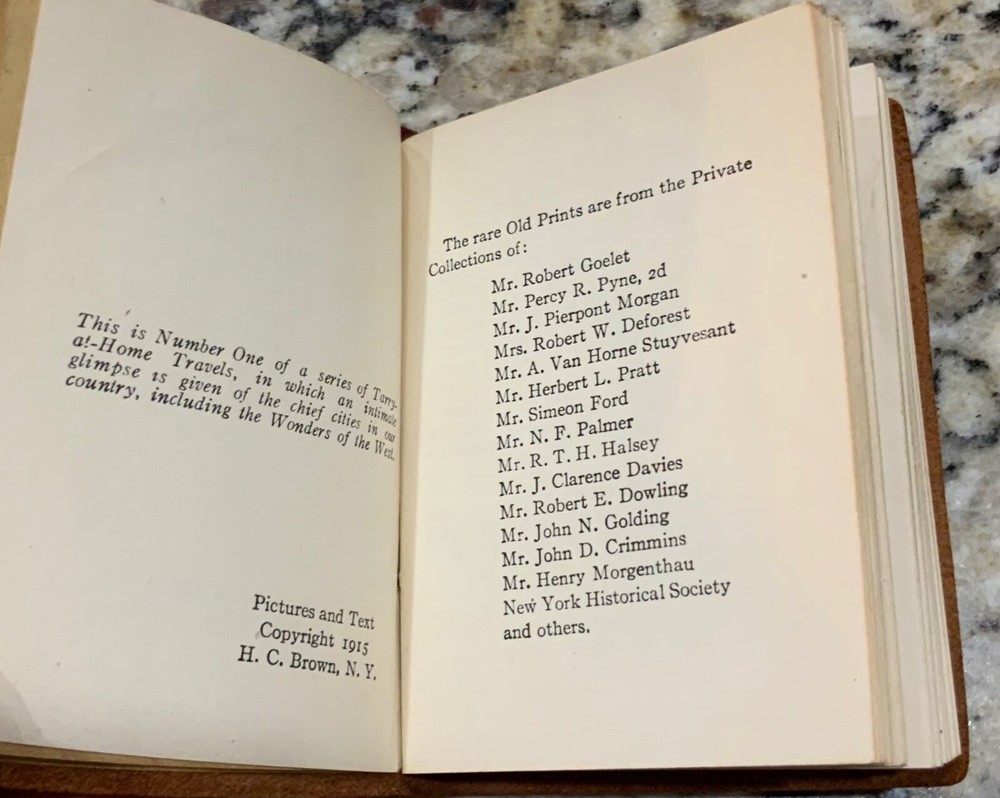 This is Number One of a series of Tarry-
at-Home Travels, in which an intimate
glimpse is given of the chief cities in our
country, including the Wonders of the West.
Pictures and Text
Copyright 1915
H. C. Brown, N. Y.
The rare Old Prints are from the Private
Collections of:
Mr. Robert Goelet
Mr. Percy R. Pyne, 2d
Mr. J. Pierpont Morgan
Mrs. Robert W. Deforest
Mr. A. Van Horne Stuyvesant
Mr. Herbert L. Pratt
Mr. Simeon Ford
Mr. N. F. Palmer
Mr. R. T. H. Halsey
Mr. J. Clarence Davies
Mr. Robert E. Dowling
Mr. John N. Golding
Mr. John D. Crimmins
Mr. Henry Morgenthau
New York Historical Society
and others.